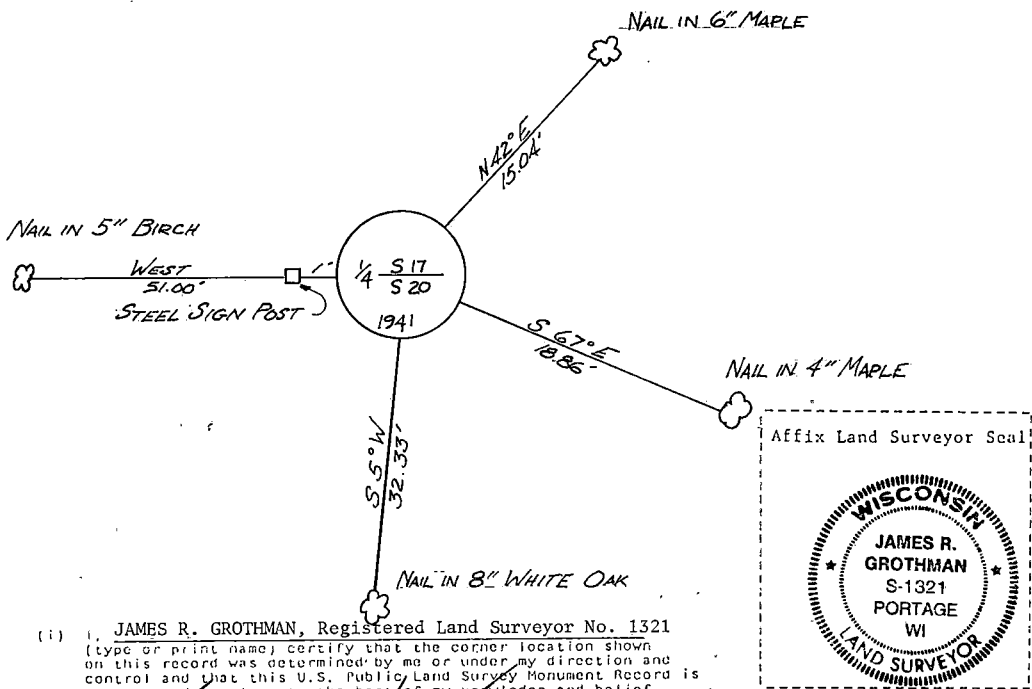 NAIL IN 6" MAPLE
N 42° E
15.04'
NAIL IN 5" BIRCH
WEST
51.00'
1'
STEEL SIGN POST
1/4 S 17
S 20
1941
S 67° E
18.86'
NAIL IN 4" MAPLE
S 5° W
32.33'
NAIL IN 8" WHITE OAK
Affix Land Surveyor Seal
WISCONSIN
JAMES R.
GROTHMAN
S-1321
PORTAGE
WI
LAND SURVEYOR
(i) I, JAMES R. GROTHMAN, Registered Land Surveyor No. 1321
(type or print name) certify that the corner location shown
on this record was determined by me or under my direction and
control and that this U.S. Public Land Survey Monument Record is